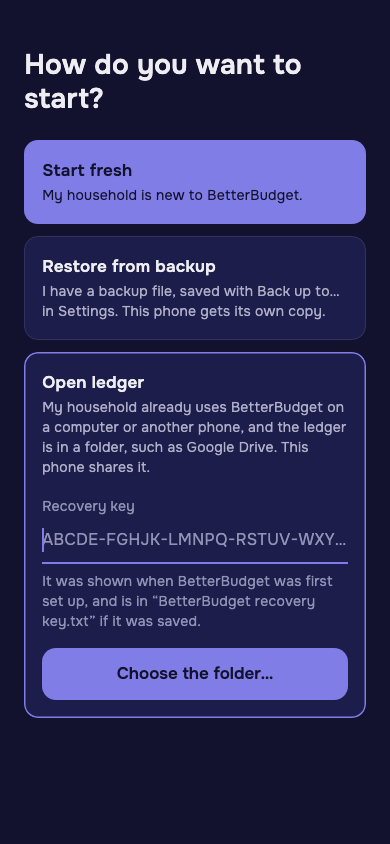 How do you want to
start?
Start fresh
My household is new to BetterBudget.
Restore from backup
I have a backup file, saved with Back up to…
in Settings. This phone gets its own copy.
Open ledger
My household already uses BetterBudget on
a computer or another phone, and the ledger
is in a folder, such as Google Drive. This
phone shares it.
Recovery key
ABCDE-FGHJK-LMNPQ-RSTUV-WXY…
It was shown when BetterBudget was first
set up, and is in “BetterBudget recovery
key.txt” if it was saved.
Choose the folder…